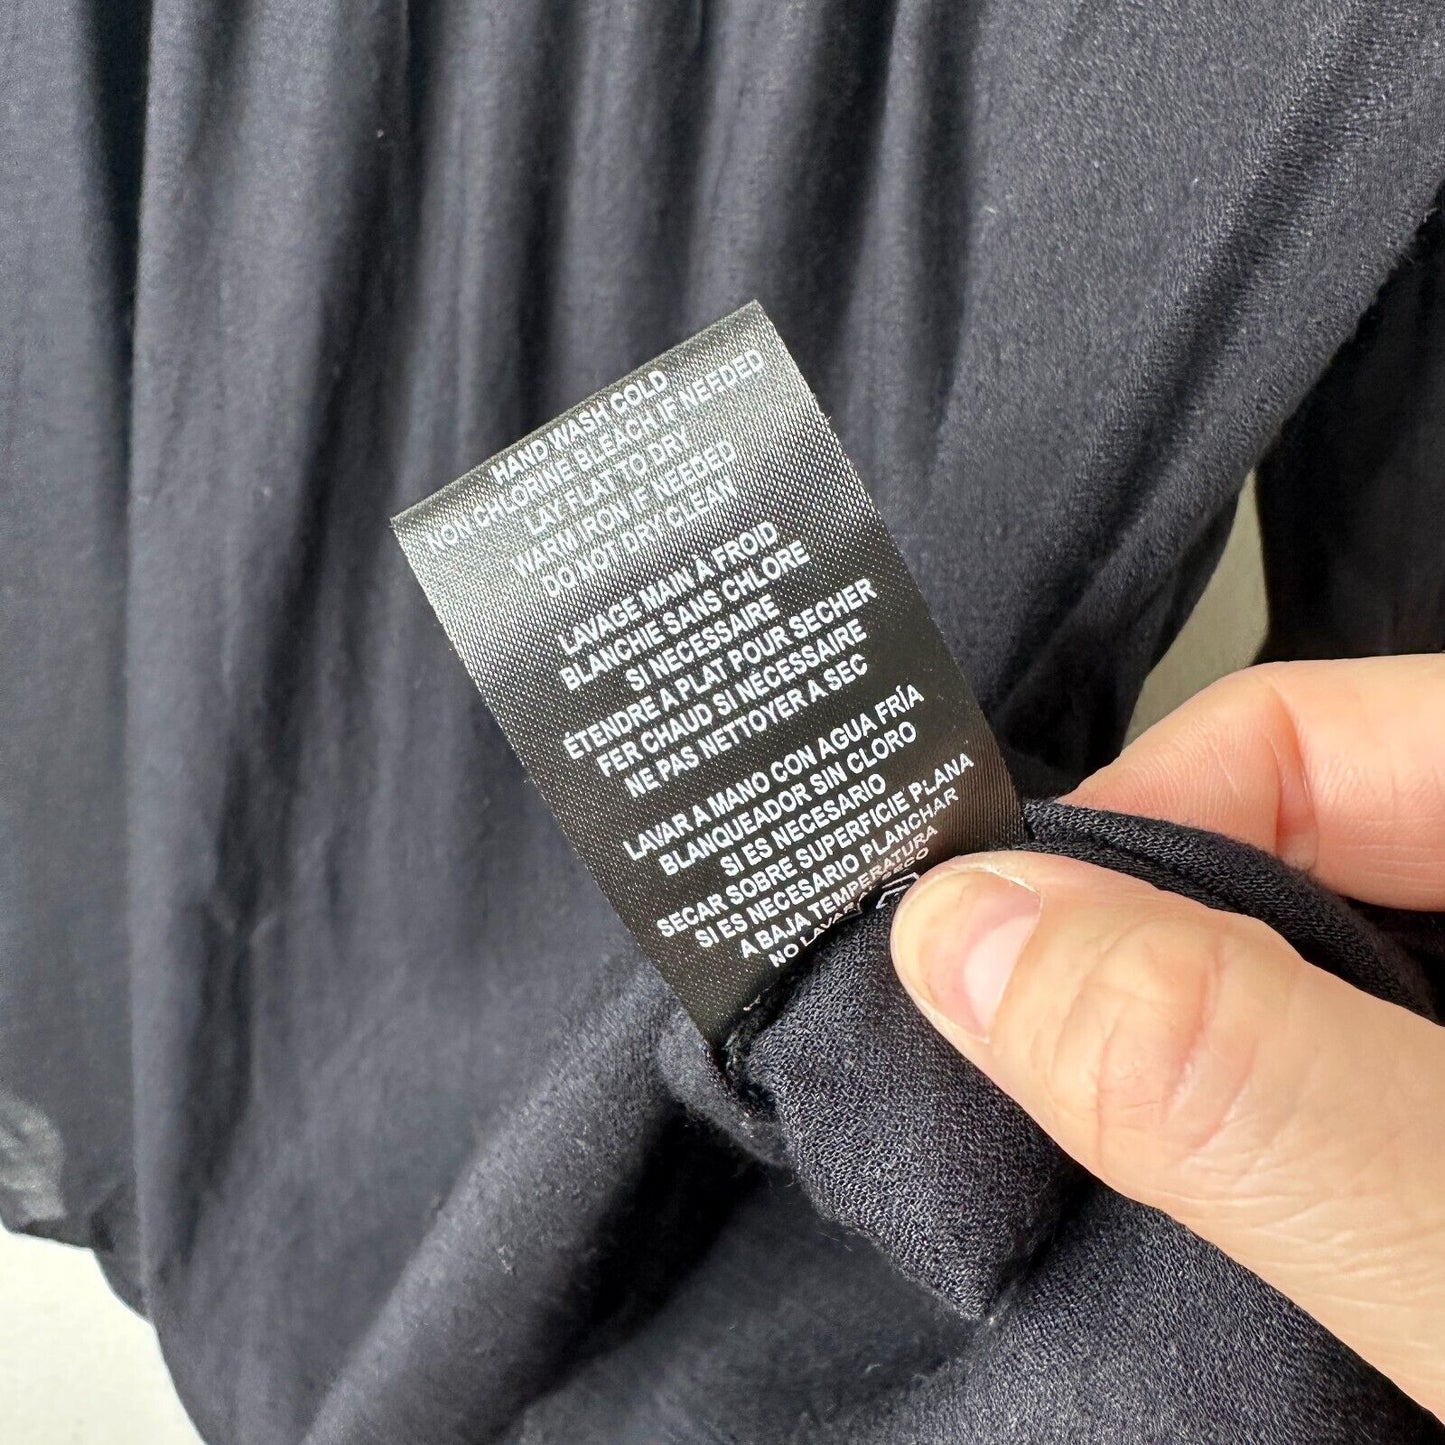 HAND WASH COLD
NON CHLORINE BLEACH IF NEEDED
LAY FLAT TO DRY
WARM IRON IF NEEDED
DO NOT DRY CLEAN
LAVAGE MAIN À FROID
BLANCHIE SANS CHLORE
SI NECESSAIRE
ÉTENDRE A PLAT POUR SECHER
FER CHAUD SI NÉCESSAIRE
NE PAS NETTOYER A SEC
LAVAR A MANO CON AGUA FRÍA
BLANQUEADOR SIN CLORO
SI ES NECESARIO
SECAR SOBRE SUPERFICIE PLANA
SI ES NECESARIO PLANCHAR
A BAJA TEMPERATURA
NO